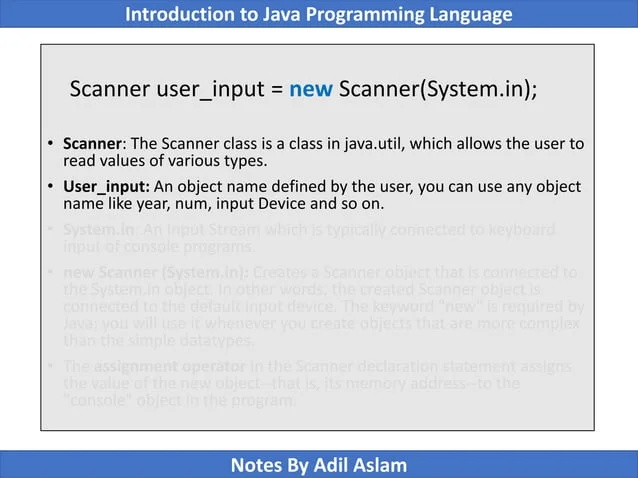 Introduction to Java Programming Language
Scanner user_input = new Scanner(System.in);
• Scanner: The Scanner class is a class in java.util, which allows the user to
read values of various types.
• User_input: An object name defined by the user, you can use any object
name like year, num, input Device and so on.
• System.in: An Input Stream which is typically connected to keyboard
input of console programs.
• new Scanner (System.in): Creates a Scanner object that is connected to
the System.in object. In other words, the created Scanner object is
connected to the default input device. The keyword "new" is required by
Java; you will use it whenever you create objects that are more complex
than the simple datatypes.
• The assignment operator in the Scanner declaration statement assigns
the value of the new object--that is, its memory address--to the
"console" object in the program.
Notes By Adil Aslam